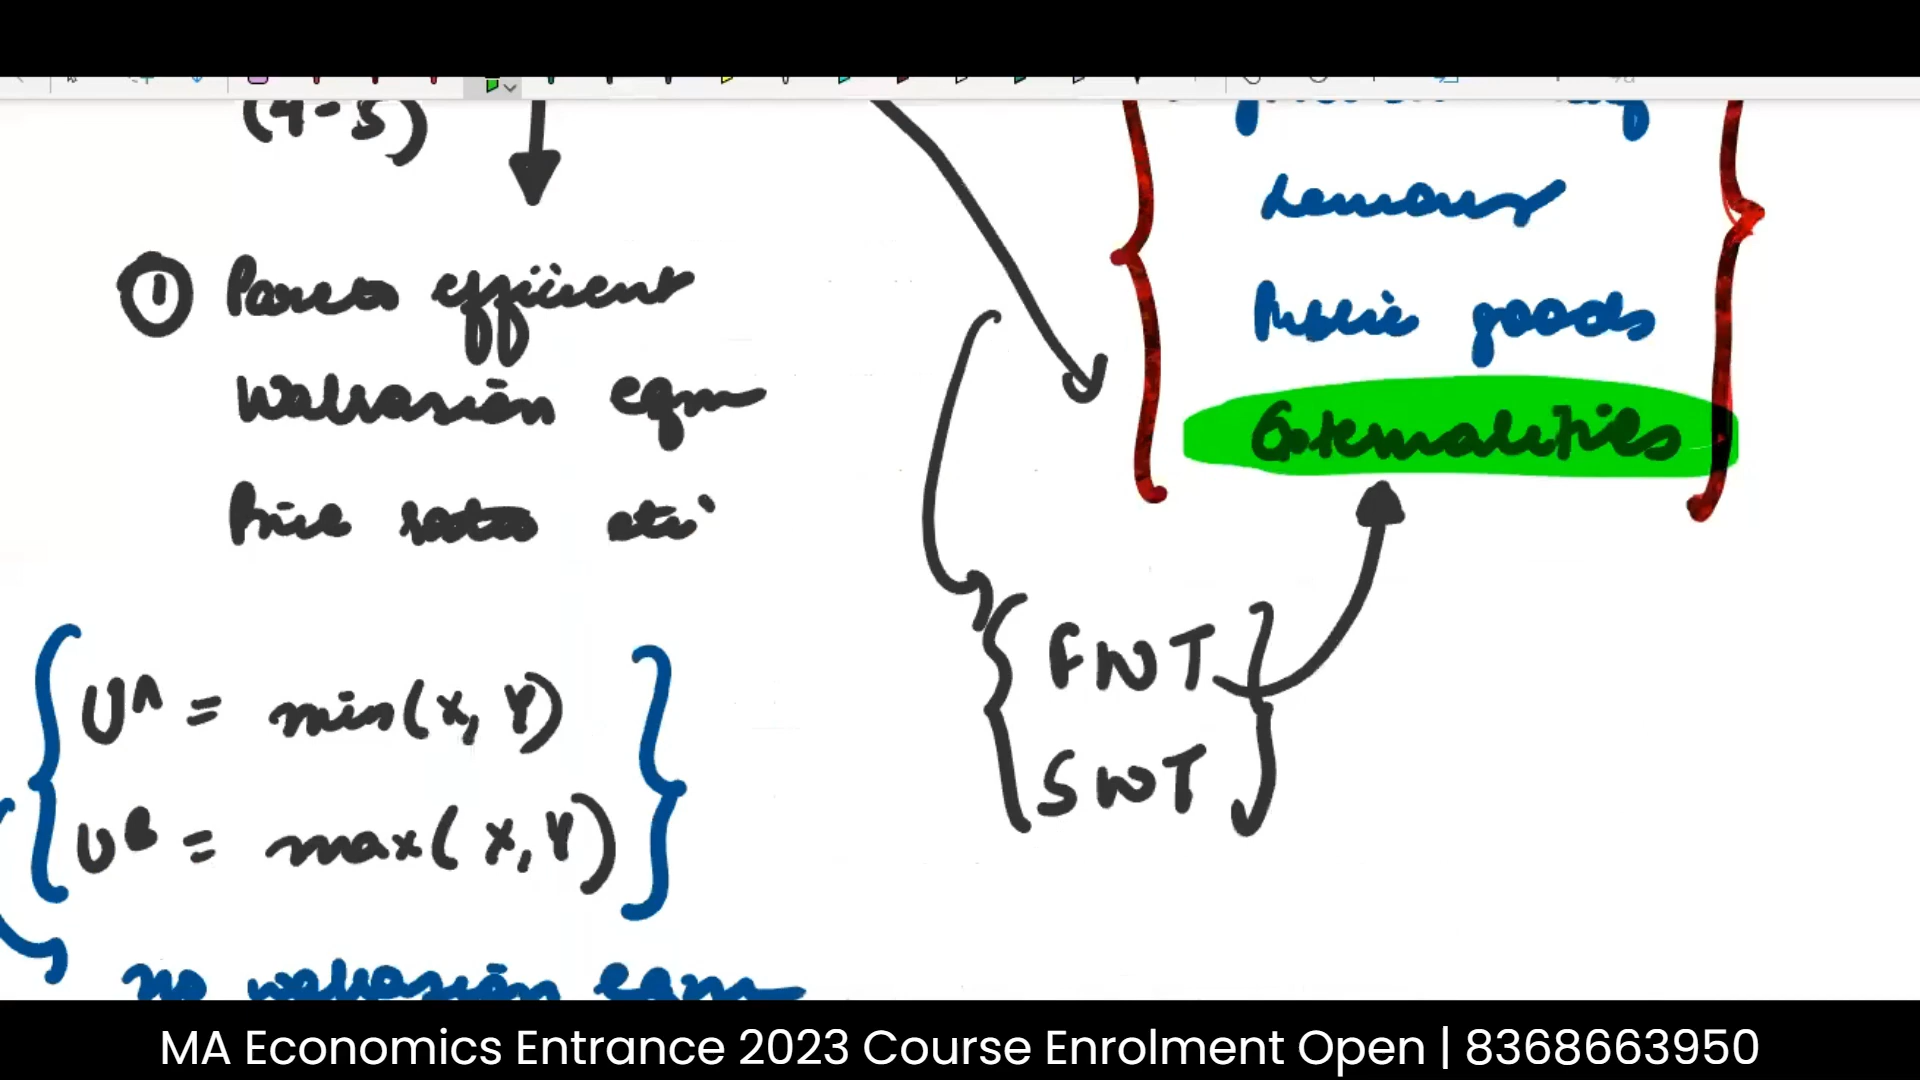 (4-5)
① Pareto efficient
Walrasian eqm
Price ratio etc
U^A = min(X, Y)
U^B = max(X, Y)
no walrasian eqm
Lemons
Public goods
Externalities
FWT
SWT
MA Economics Entrance 2023 Course Enrolment Open | 8368663950